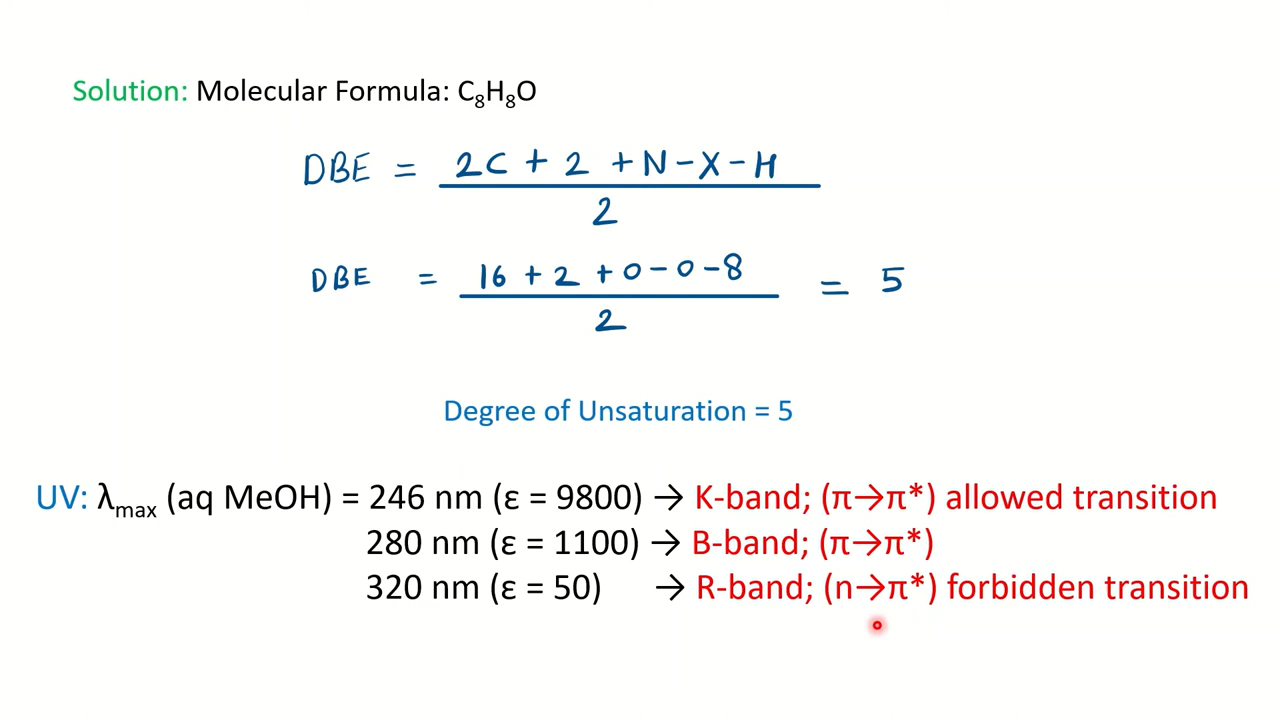 Solution: Molecular Formula: C₈H₈O
DBE = 2C + 2 + N - X - H
2
DBE = 16 + 2 + 0 - 0 - 8 = 5
2
Degree of Unsaturation = 5
UV: λmax (aq MeOH) = 246 nm (ε = 9800) → K-band; (π→π*) allowed transition
280 nm (ε = 1100) → B-band; (π→π*)
320 nm (ε = 50) → R-band; (n→π*) forbidden transition